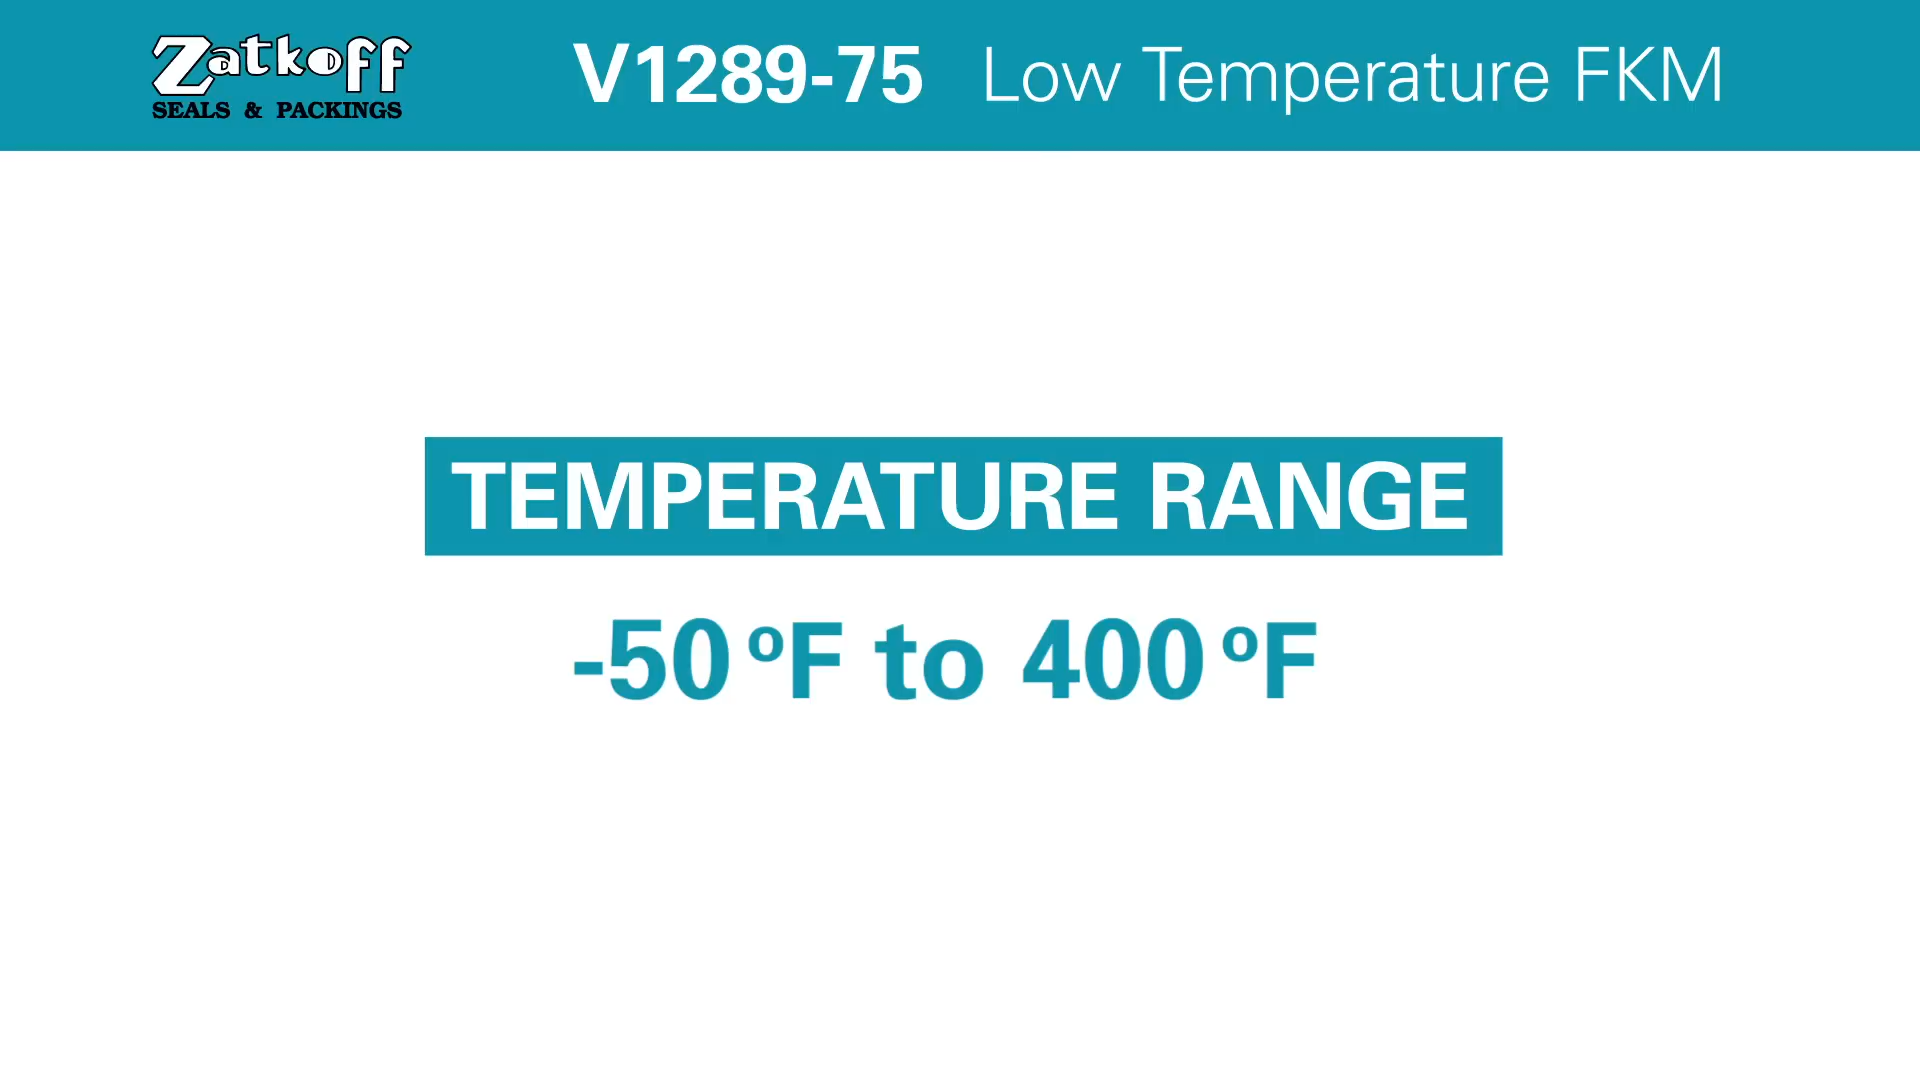 Zatkoff
SEALS & PACKINGS
V1289-75 Low Temperature FKM
TEMPERATURE RANGE
-50 ºF to 400 ºF